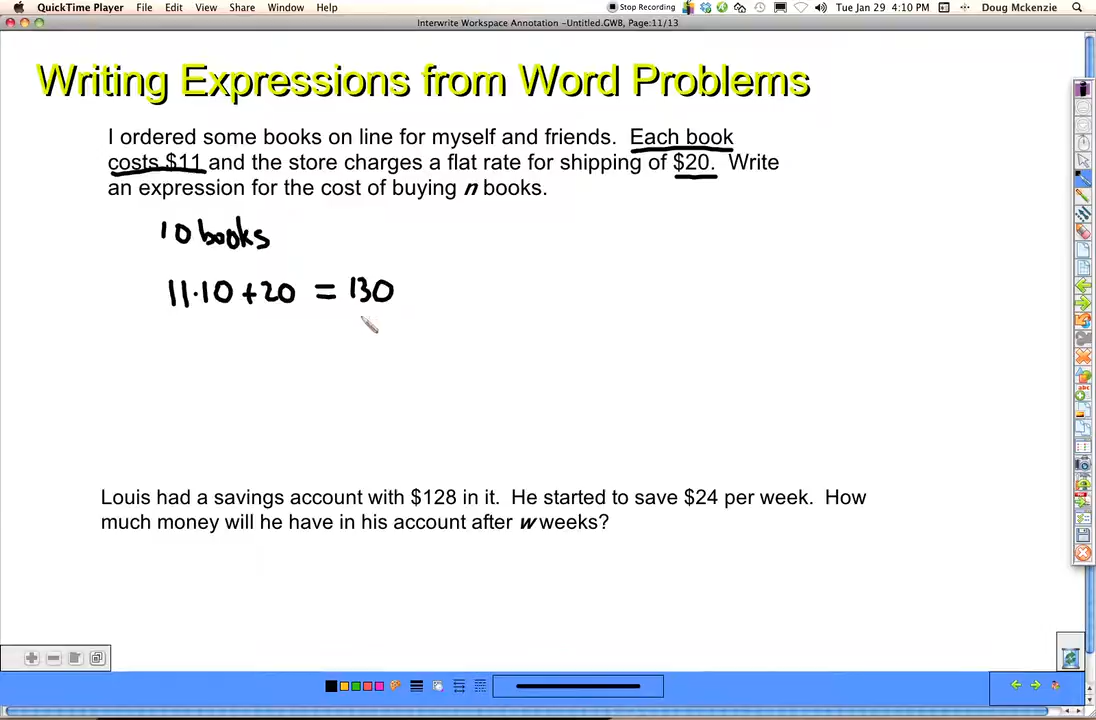 QuickTime Player File Edit View Share Window Help Stop Recording Tue Jan 29 4:10 PM Doug Mckenzie
Interwrite Workspace Annotation –Untitled.GWB, Page:11/13
Writing Expressions from Word Problems
I ordered some books on line for myself and friends. Each book
costs $11 and the store charges a flat rate for shipping of $20. Write
an expression for the cost of buying n books.
10 books
11·10+20 = 130
Louis had a savings account with $128 in it. He started to save $24 per week. How
much money will he have in his account after w weeks?
abc